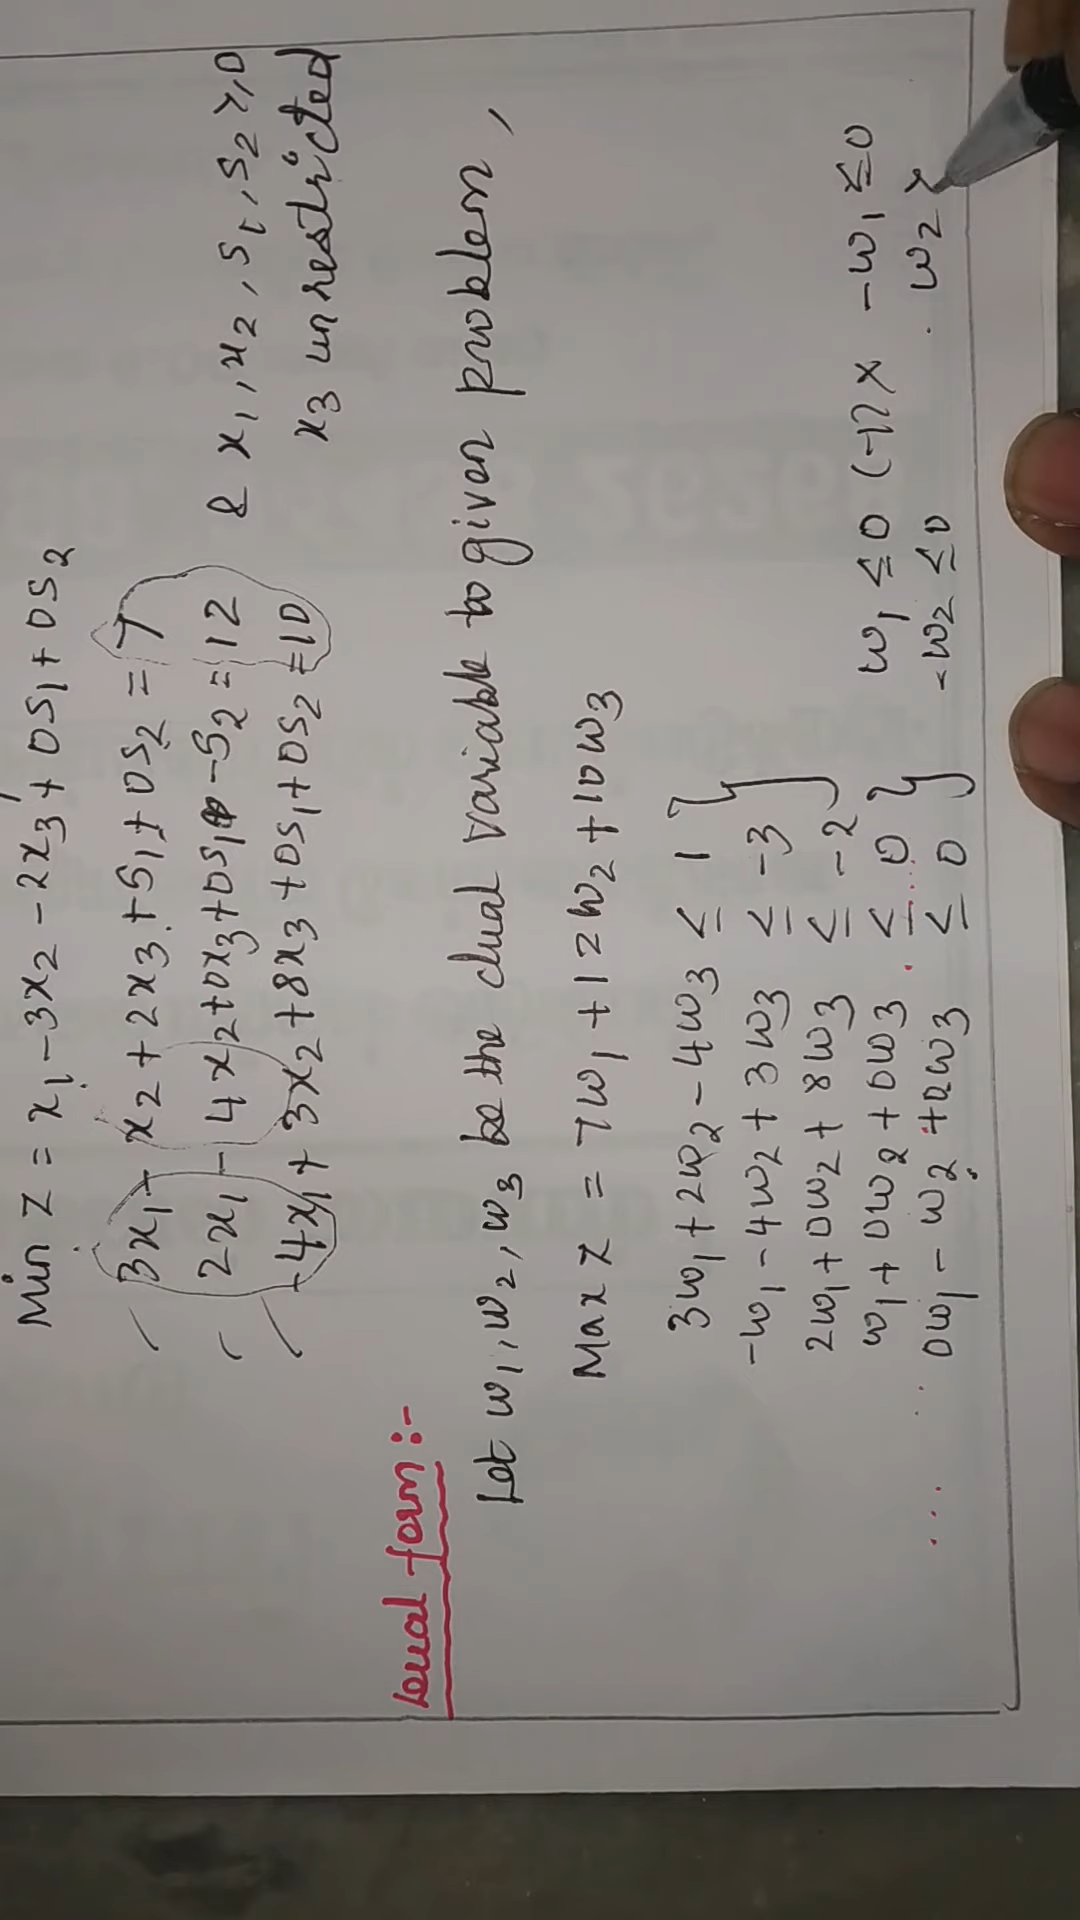 Min Z = x1 - 3x2 - 2x3 + 0S1 + 0S2
3x1 - x2 + 2x3 + S1 + 0S2 = 7
2x1 - 4x2 + 0x3 + 0S1 - S2 = 12
-4x1 + 3x2 + 8x3 + 0S1 + 0S2 = 10
& x1, x2, S1, S2 ≥ 0
x3 unrestricted
Dual form :-
Let w1, w2, w3 be the dual variable to given problem,
Max Z = 7w1 + 12w2 + 10w3
3w1 + 2w2 - 4w3 ≤ 1
-w1 - 4w2 + 3w3 ≤ -3
2w1 + 0w2 + 8w3 ≤ -2
w1 + 0w2 + 0w3 ≤ 0
0w1 - w2 + 0w3 ≤ 0
w1 ≤ 0 (-1) x -w1 ≤ 0
-w2 ≤ 0 w2